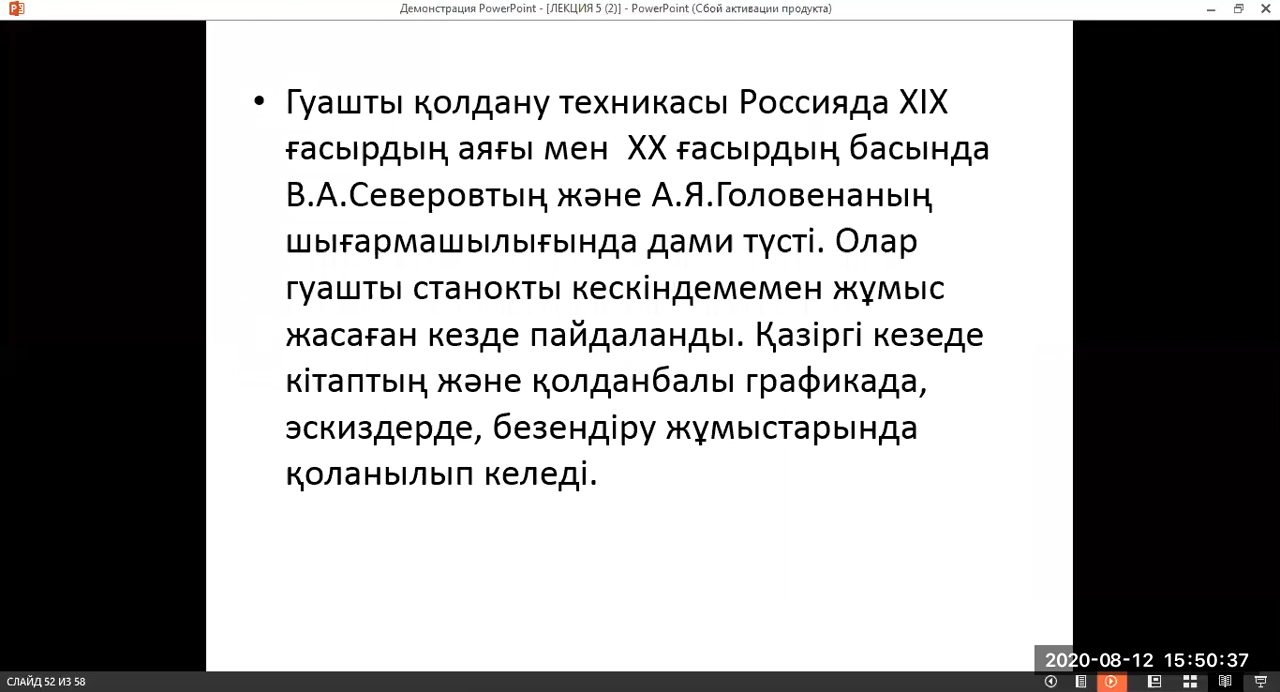 Демонстрация PowerPoint - [ЛЕКЦИЯ 5 (2)] - PowerPoint (Сбой активации продукта)
• Гуашты қолдану техникасы Россияда XIX
ғасырдың аяғы мен  XX ғасырдың басында
В.А.Северовтың және А.Я.Головенаның
шығармашылығында дами түсті. Олар
гуашты станокты кескіндемемен жұмыс
жасаған кезде пайдаланды. Қазіргі кезеде
кітаптың және қолданбалы графикада,
эскиздерде, безендіру жұмыстарында
қоланылып келеді.
2020-08-12 15:50:37
СЛАЙД 52 ИЗ 58